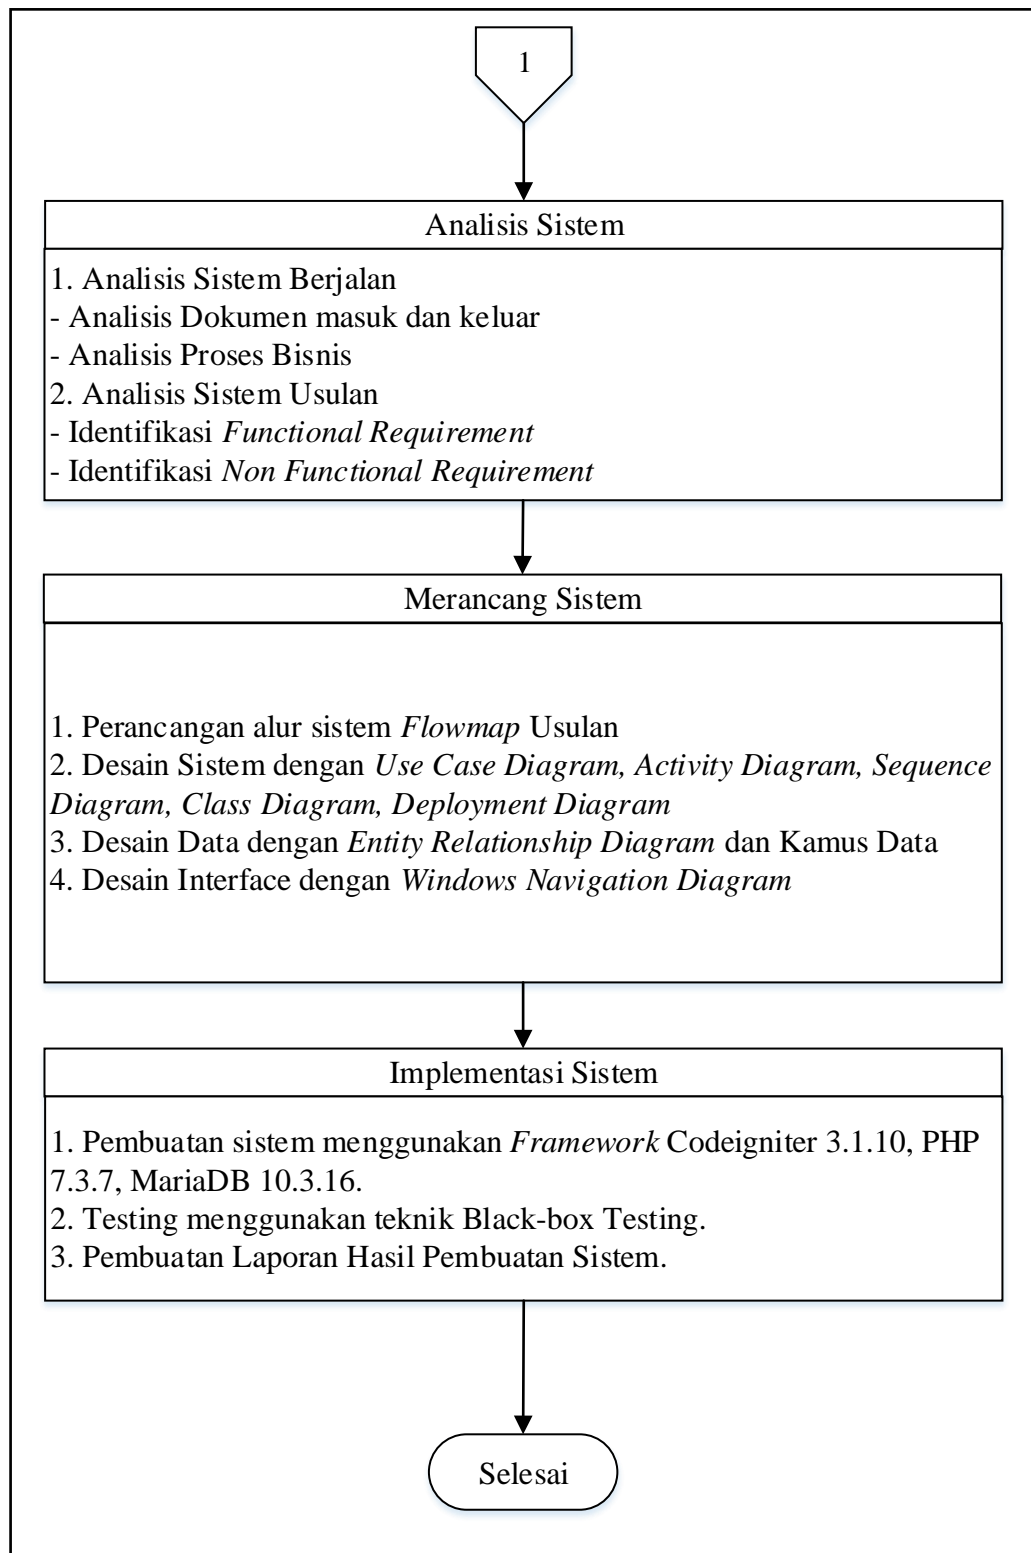 1
Analisis Sistem
1. Analisis Sistem Berjalan
- Analisis Dokumen masuk dan keluar
- Analisis Proses Bisnis
2. Analisis Sistem Usulan
- Identifikasi Functional Requirement
- Identifikasi Non Functional Requirement
Merancang Sistem
1. Perancangan alur sistem Flowmap Usulan
2. Desain Sistem dengan Use Case Diagram, Activity Diagram, Sequence
Diagram, Class Diagram, Deployment Diagram
3. Desain Data dengan Entity Relationship Diagram dan Kamus Data
4. Desain Interface dengan Windows Navigation Diagram
Implementasi Sistem
1. Pembuatan sistem menggunakan Framework Codeigniter 3.1.10, PHP
7.3.7, MariaDB 10.3.16.
2. Testing menggunakan teknik Black-box Testing.
3. Pembuatan Laporan Hasil Pembuatan Sistem.
Selesai